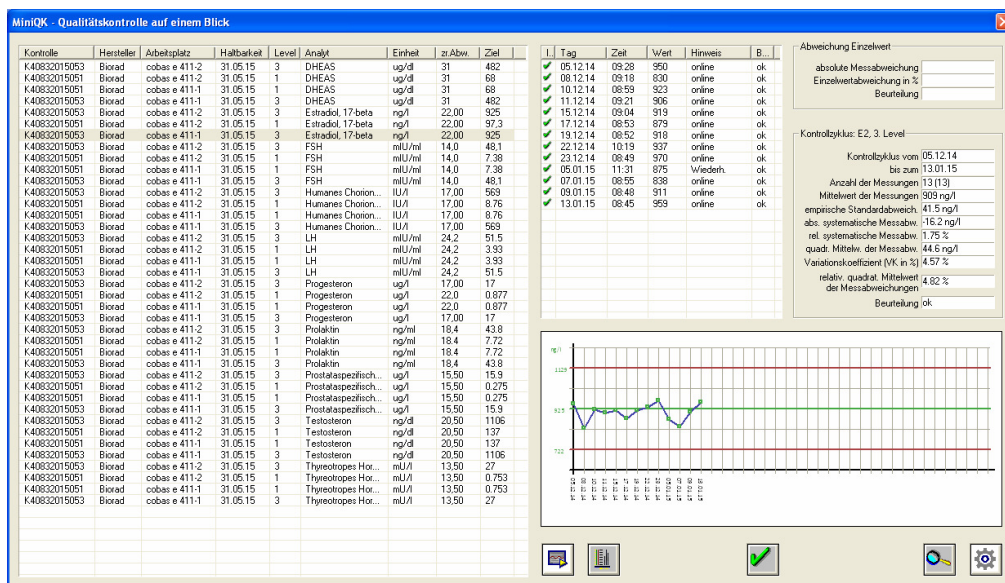 MiniQK - Qualitätskontrolle auf einem Blick
Kontrolle Hersteller Arbeitsplatz Haltbarkeit Level Analyt Einheit zr.Abw. Ziel
K40832015053 Biorad cobas e 411-2 31.05.15 3 DHEAS ug/dl 31 482
K40832015051 Biorad cobas e 411-2 31.05.15 1 DHEAS ug/dl 31 68
K40832015051 Biorad cobas e 411-1 31.05.15 1 DHEAS ug/dl 31 68
K40832015053 Biorad cobas e 411-1 31.05.15 3 DHEAS ug/dl 31 482
K40832015053 Biorad cobas e 411-2 31.05.15 3 Estradiol, 17-beta ng/l 22,00 925
K40832015051 Biorad cobas e 411-2 31.05.15 1 Estradiol, 17-beta ng/l 22,00 97,3
K40832015053 Biorad cobas e 411-1 31.05.15 3 Estradiol, 17-beta ng/l 22,00 925
K40832015053 Biorad cobas e 411-2 31.05.15 3 FSH mIU/ml 14,0 48,1
K40832015051 Biorad cobas e 411-2 31.05.15 1 FSH mIU/ml 14,0 7.38
K40832015051 Biorad cobas e 411-1 31.05.15 1 FSH mIU/ml 14,0 7.38
K40832015053 Biorad cobas e 411-1 31.05.15 3 FSH mIU/ml 14,0 48,1
K40832015053 Biorad cobas e 411-2 31.05.15 3 Humanes Chorion... IU/l 17,00 569
K40832015051 Biorad cobas e 411-2 31.05.15 1 Humanes Chorion... IU/l 17,00 8.76
K40832015051 Biorad cobas e 411-1 31.05.15 1 Humanes Chorion... IU/l 17,00 8.76
K40832015053 Biorad cobas e 411-1 31.05.15 3 Humanes Chorion... IU/l 17,00 569
K40832015053 Biorad cobas e 411-2 31.05.15 3 LH mIU/ml 24,2 51.5
K40832015051 Biorad cobas e 411-2 31.05.15 1 LH mIU/ml 24,2 3.93
K40832015051 Biorad cobas e 411-1 31.05.15 1 LH mIU/ml 24,2 3.93
K40832015053 Biorad cobas e 411-1 31.05.15 3 LH mIU/ml 24,2 51.5
K40832015053 Biorad cobas e 411-2 31.05.15 3 Progesteron ug/l 17,00 17
K40832015051 Biorad cobas e 411-2 31.05.15 1 Progesteron ug/l 22,0 0.877
K40832015051 Biorad cobas e 411-1 31.05.15 1 Progesteron ug/l 22,0 0.877
K40832015053 Biorad cobas e 411-1 31.05.15 3 Progesteron ug/l 17,00 17
K40832015053 Biorad cobas e 411-2 31.05.15 3 Prolaktin ng/ml 18,4 43.8
K40832015051 Biorad cobas e 411-2 31.05.15 1 Prolaktin ng/ml 18.4 7.72
K40832015051 Biorad cobas e 411-1 31.05.15 1 Prolaktin ng/ml 18.4 7.72
K40832015053 Biorad cobas e 411-1 31.05.15 3 Prolaktin ng/ml 18,4 43.8
K40832015053 Biorad cobas e 411-2 31.05.15 3 Prostataspezifisch... ug/l 15,50 15.9
K40832015051 Biorad cobas e 411-2 31.05.15 1 Prostataspezifisch... ug/l 15,50 0.275
K40832015051 Biorad cobas e 411-1 31.05.15 1 Prostataspezifisch... ug/l 15,50 0.275
K40832015053 Biorad cobas e 411-1 31.05.15 3 Prostataspezifisch... ug/l 15,50 15.9
K40832015053 Biorad cobas e 411-2 31.05.15 3 Testosteron ng/dl 20,50 1106
K40832015051 Biorad cobas e 411-2 31.05.15 1 Testosteron ng/dl 20,50 137
K40832015051 Biorad cobas e 411-1 31.05.15 1 Testosteron ng/dl 20,50 137
K40832015053 Biorad cobas e 411-1 31.05.15 3 Testosteron ng/dl 20,50 1106
K40832015053 Biorad cobas e 411-2 31.05.15 3 Thyreotropes Hor... mU/l 13,50 27
K40832015051 Biorad cobas e 411-2 31.05.15 1 Thyreotropes Hor... mU/l 13,50 0.753
K40832015051 Biorad cobas e 411-1 31.05.15 1 Thyreotropes Hor... mU/l 13,50 0.753
K40832015053 Biorad cobas e 411-1 31.05.15 3 Thyreotropes Hor... mU/l 13,50 27
I.. Tag Zeit Wert Hinweis B...
05.12.14 09:28 950 online ok
08.12.14 09:18 830 online ok
10.12.14 08:59 923 online ok
11.12.14 09:21 906 online ok
15.12.14 09:04 919 online ok
17.12.14 08:53 879 online ok
19.12.14 08:52 918 online ok
22.12.14 10:19 937 online ok
23.12.14 08:49 970 online ok
05.01.15 11:31 875 Wiederh. ok
07.01.15 08:55 838 online ok
09.01.15 08:48 911 online ok
13.01.15 08:45 959 online ok
Abweichung Einzelwert
absolute Messabweichung
Einzelwertabweichung in %
Beurteilung
Kontrollzyklus: E2, 3. Level
Kontrollzyklus vom 05.12.14
bis zum 13.01.15
Anzahl der Messungen 13 (13)
Mittelwert der Messungen 909 ng/l
empirische Standardabweich. 41.5 ng/l
abs. systematische Messabw. -16.2 ng/l
rel. systematische Messabw. 1.75 %
quadr. Mittelw. der Messabw. 44.6 ng/l
Variationskoeffizient (VK in %) 4.57 %
relativ. quadrat. Mittelwert
der Messabweichungen 4.82 %
Beurteilung ok
ng/l
1129
925
722
05.12.14
08.12.14
10.12.14
11.12.14
15.12.14
17.12.14
19.12.14
22.12.14
23.12.14
05.01.15
07.01.15
09.01.15
13.01.15